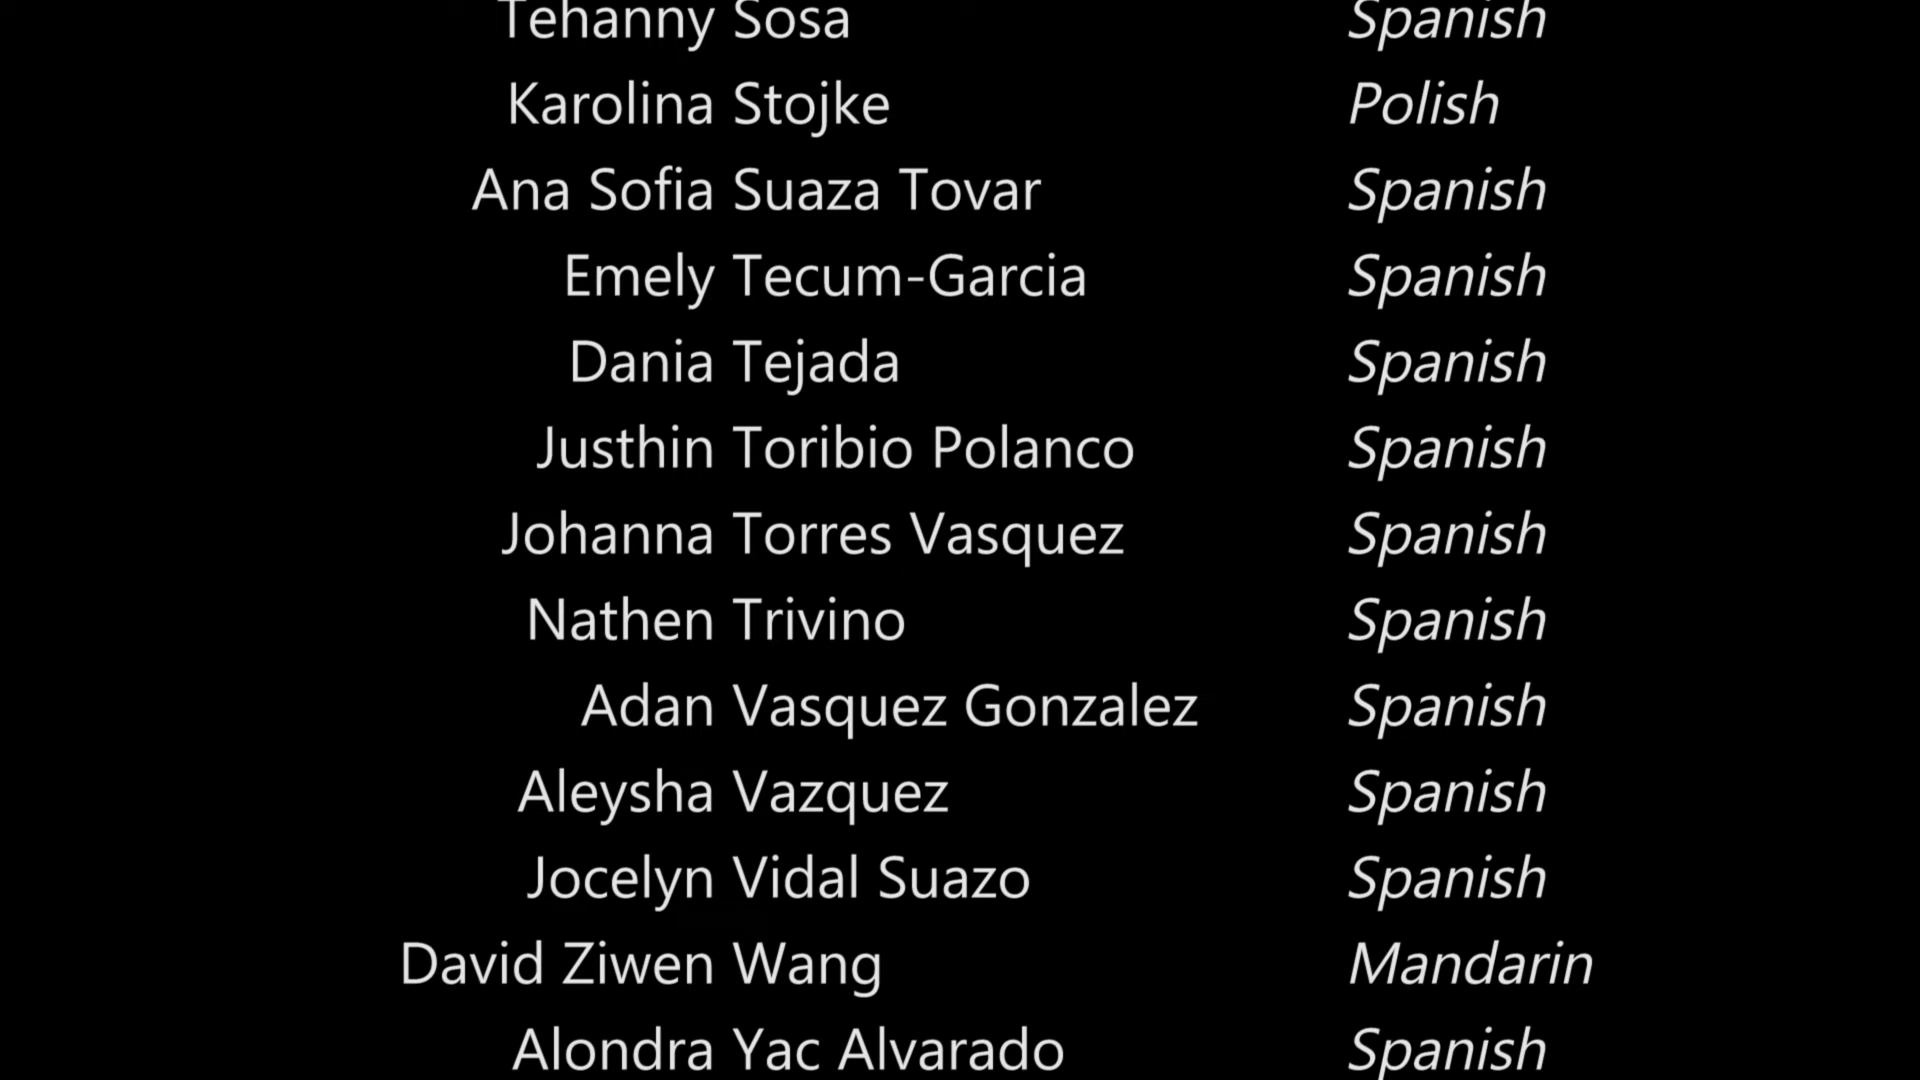 Tehanny Sosa Spanish
Karolina Stojke Polish
Ana Sofia Suaza Tovar Spanish
Emely Tecum-Garcia Spanish
Dania Tejada Spanish
Justhin Toribio Polanco Spanish
Johanna Torres Vasquez Spanish
Nathen Trivino Spanish
Adan Vasquez Gonzalez Spanish
Aleysha Vazquez Spanish
Jocelyn Vidal Suazo Spanish
David Ziwen Wang Mandarin
Alondra Yac Alvarado Spanish